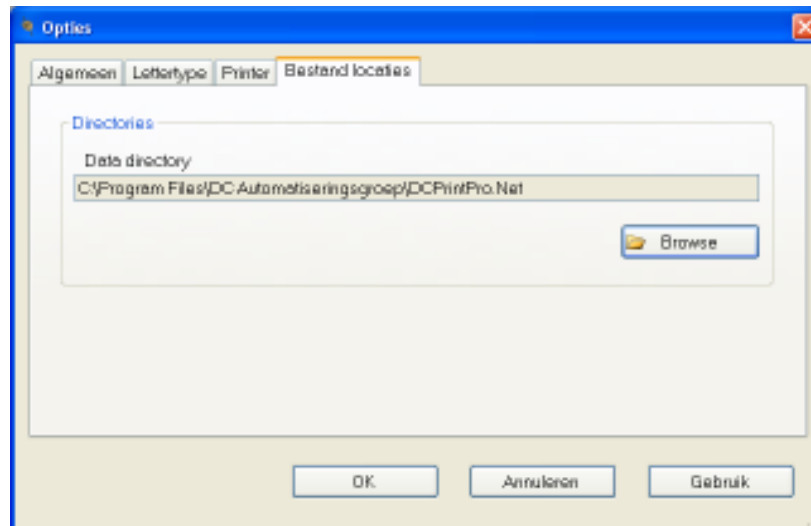 Opties
Algemeen Lettertype Printer Bestand locaties
Directories
Data directory
C:\Program Files\DC Automatiseringsgroep\DCPrintPro.Net
Browse
OK Annuleren Gebruik